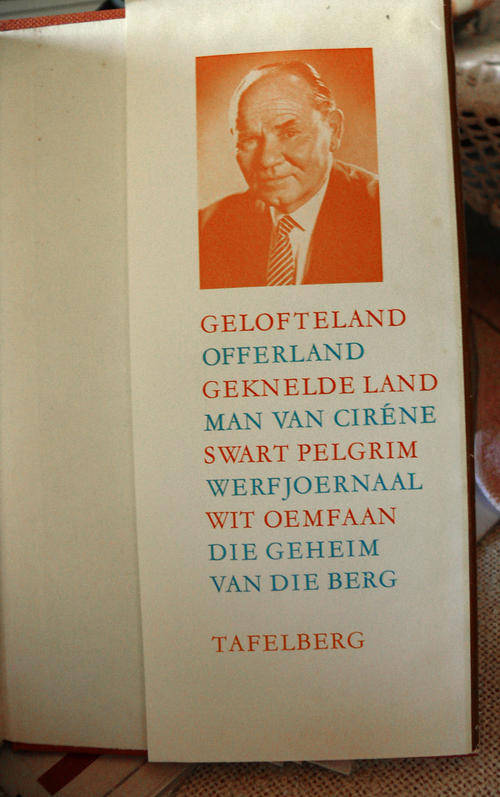 GELOFTELAND
OFFERLAND
GEKNELDE LAND
MAN VAN CIRÉNE
SWART PELGRIM
WERFJOERNAAL
WIT OEMFAAN
DIE GEHEIM
VAN DIE BERG
TAFELBERG